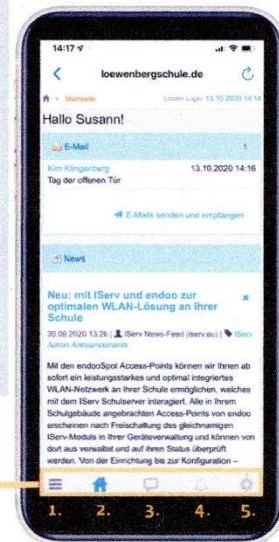 14:17
loewenbergschule.de
Startseite
Letzter Login 13.10.2020 14:14
Hallo Susann!
E-Mail 1
Kim Klingenberg 13.10.2020 14:16
Tag der offenen Tür
E-Mails senden und empfangen
News
Neu: mit IServ und endoo zur
optimalen WLAN-Lösung an Ihrer
Schule
30.09.2020 13:26 | IServ News-Feed (iserv.eu) | IServ
Admin Announcements
Mit den endooSpot Access-Points können wir Ihnen ab
sofort ein leistungsstarkes und optimal integriertes
WLAN-Netzwerk an Ihrer Schule ermöglichen, welches
mit dem IServ Schulserver interagiert. Alle in Ihrem
Schulgebäude angebrachten Access-Points von endoo
erscheinen nach Freischaltung des gleichnamigen
IServ-Moduls in Ihrer Geräteverwaltung und können von
dort aus verwaltet und auf ihren Status überprüft
werden. Von der Einrichtung bis zur Konfiguration –
1. 2. 3. 4. 5.